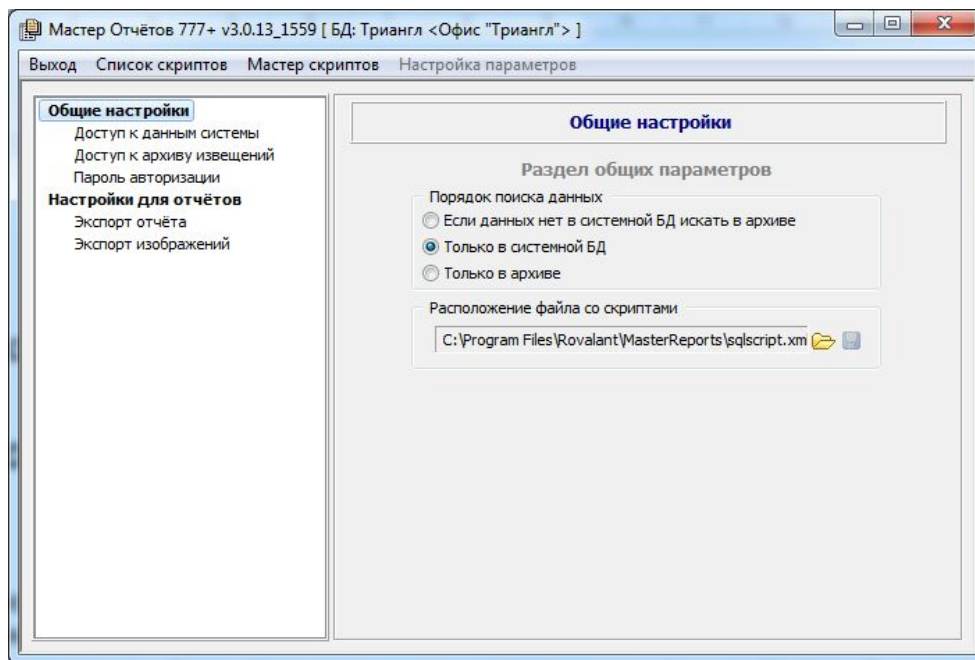 Мастер Отчётов 777+ v3.0.13_1559 [ БД: Триангл <Офис "Триангл"> ]
Выход Список скриптов Мастер скриптов Настройка параметров
Общие настройки
Доступ к данным системы
Доступ к архиву извещений
Пароль авторизации
Настройки для отчётов
Экспорт отчёта
Экспорт изображений
Общие настройки
Раздел общих параметров
Порядок поиска данных
Если данных нет в системной БД искать в архиве
Только в системной БД
Только в архиве
Расположение файла со скриптами
C:\Program Files\Rovalant\MasterReports\sqlscript.xm